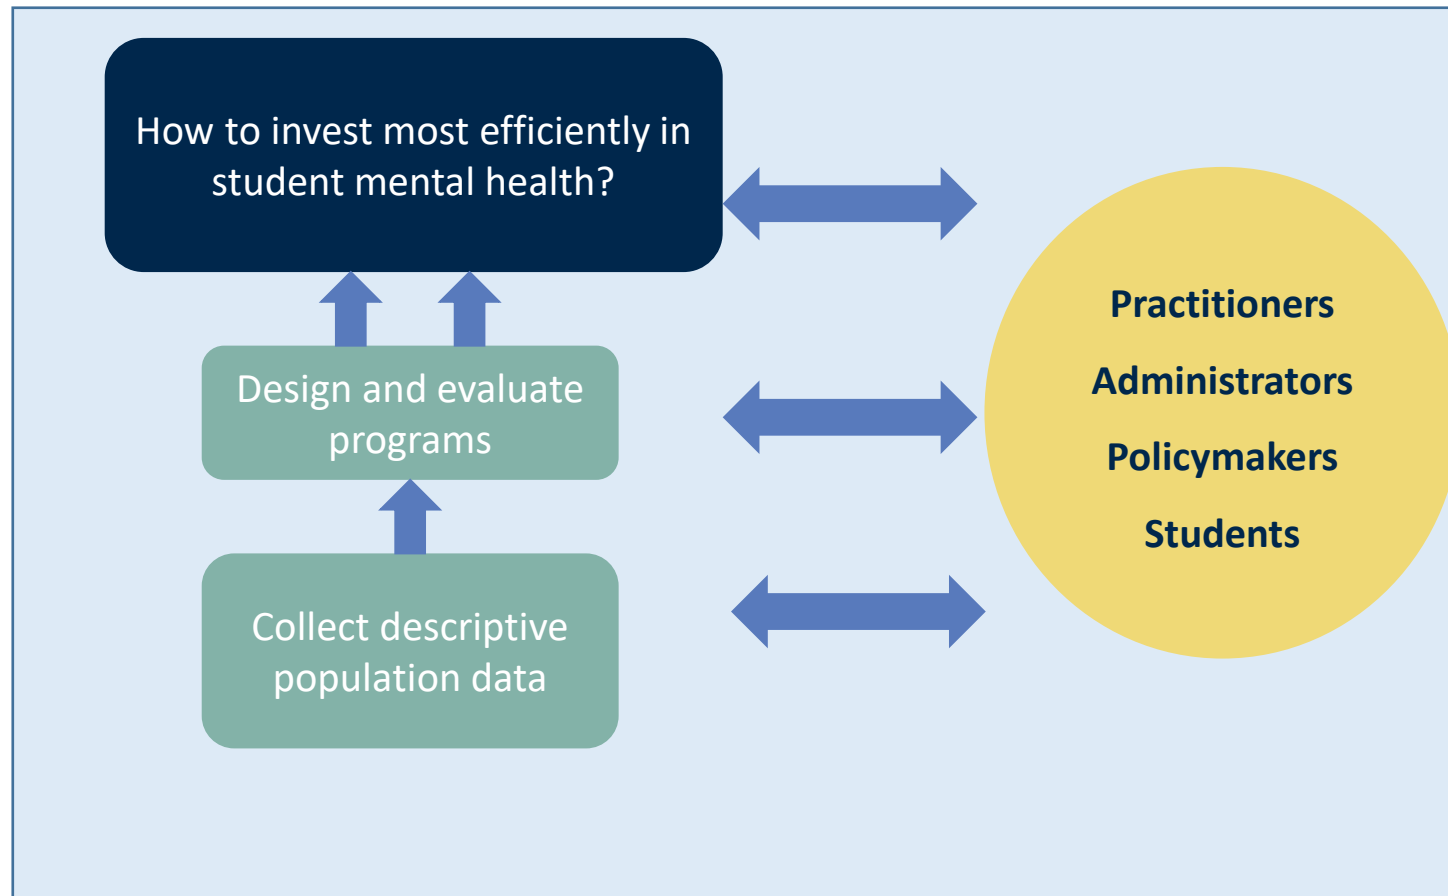 How to invest most efficiently in
student mental health?
Design and evaluate
programs
Collect descriptive
population data
Practitioners
Administrators
Policymakers
Students